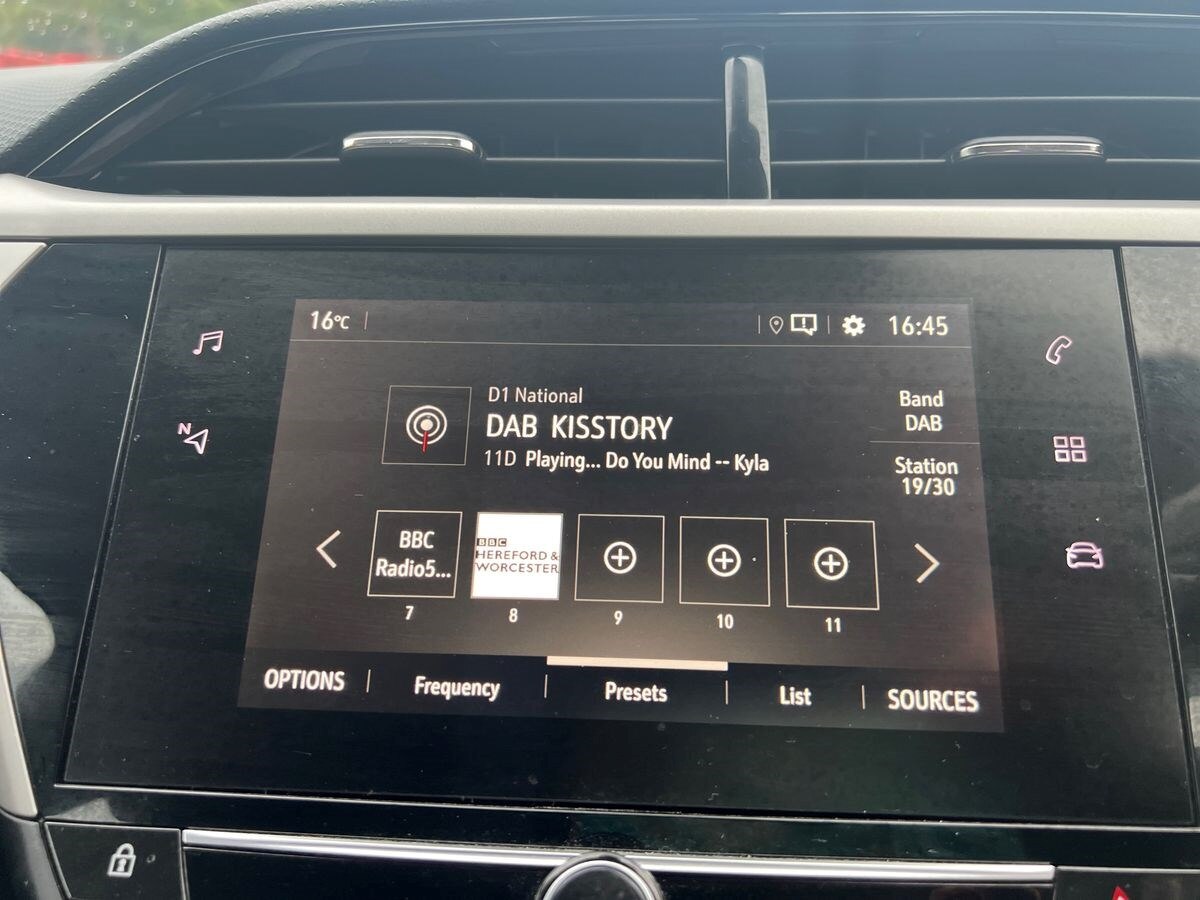 16°C
16:45
D1 National
DAB KISSTORY
11D Playing... Do You Mind -- Kyla
Band
DAB
Station
19/30
N
BBC
Radio5...
BBC
HEREFORD &
WORCESTER
7
8
9
10
11
OPTIONS
Frequency
Presets
List
SOURCES